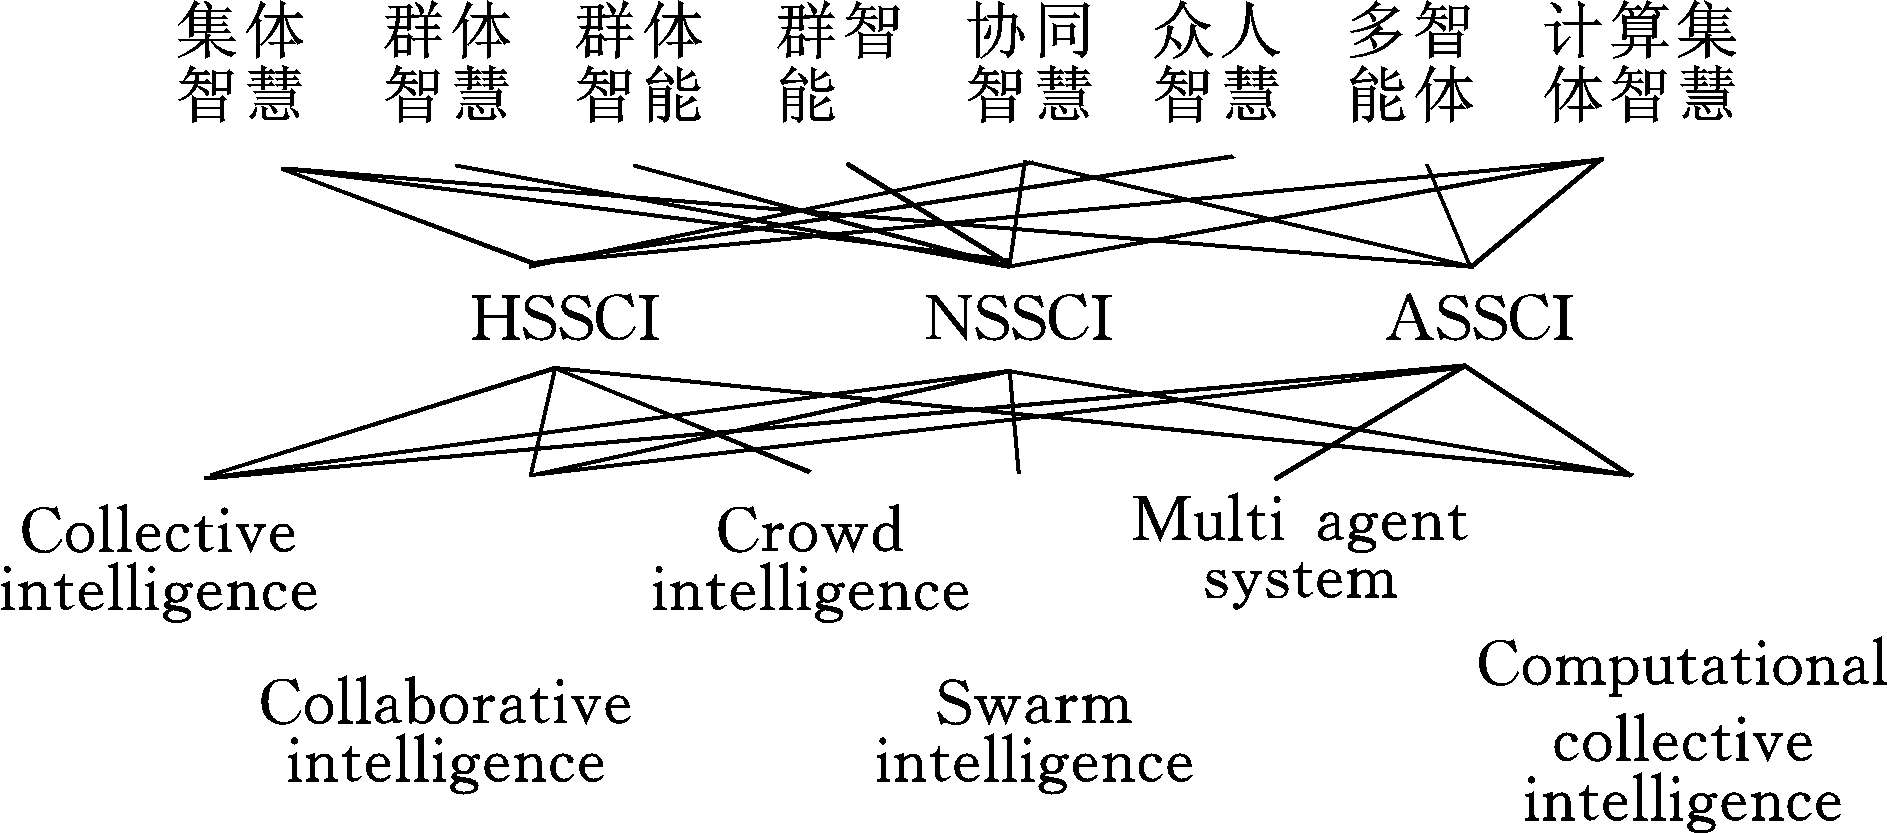 集体 群体 群体 群智 协同 众人 多智 计算集
智慧 智慧 智能 能 智慧 智慧 能体 体智慧
HSSCI NSSCI ASSCI
Collective Crowd Multi agent
intelligence intelligence system
Computational
Collaborative Swarm collective
intelligence intelligence intelligence